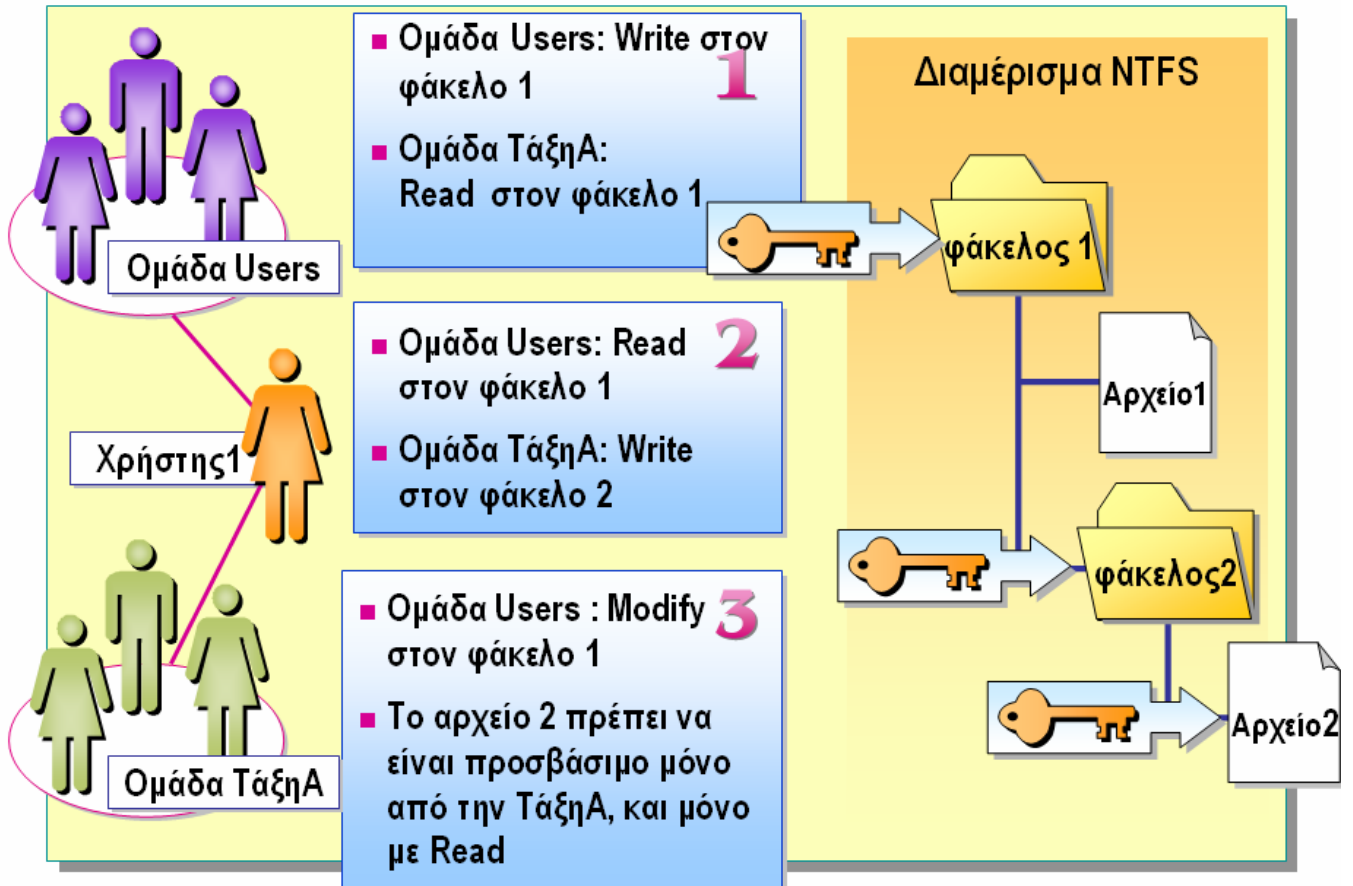 Ομάδα Users
Χρήστης1
Ομάδα ΤάξηΑ
1
■ Ομάδα Users: Write στον
φάκελο 1
■ Ομάδα ΤάξηΑ:
Read στον φάκελο 1
2
■ Ομάδα Users: Read
στον φάκελο 1
■ Ομάδα ΤάξηΑ: Write
στον φάκελο 2
3
■ Ομάδα Users : Modify
στον φάκελο 1
■ Το αρχείο 2 πρέπει να
είναι προσβάσιμο μόνο
από την ΤάξηΑ, και μόνο
με Read
Διαμέρισμα NTFS
φάκελος 1
Αρχείο1
φάκελος2
Αρχείο2